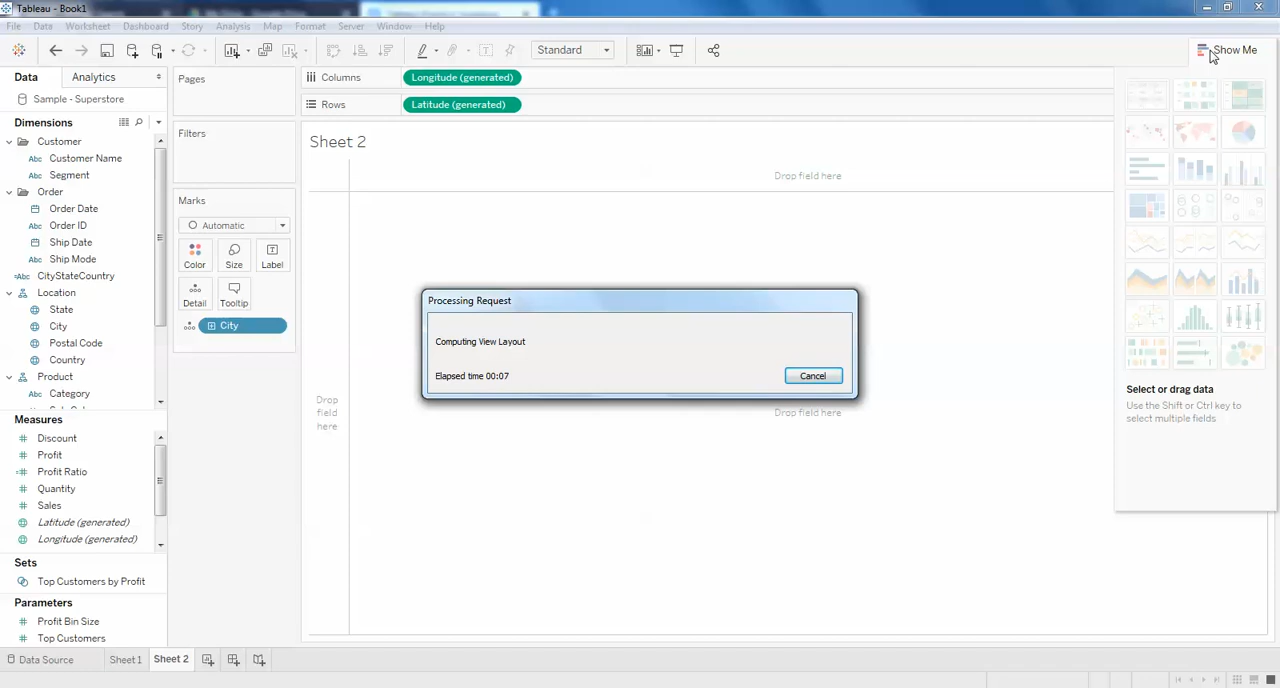 Tableau - Book1
File Data Worksheet Dashboard Story Analysis Map Format Server Window Help
Standard
Show Me
Data Analytics
Sample - Superstore
Dimensions
Customer
Abc Customer Name
Abc Segment
Order
Order Date
Abc Order ID
Ship Date
Abc Ship Mode
=Abc CityStateCountry
Location
State
City
Postal Code
Country
Product
Abc Category
Measures
Discount
Profit
Profit Ratio
Quantity
Sales
Latitude (generated)
Longitude (generated)
Sets
Top Customers by Profit
Parameters
Profit Bin Size
Top Customers
Pages
Filters
Marks
Automatic
Color Size Label
Detail Tooltip
City
Columns Longitude (generated)
Rows Latitude (generated)
Sheet 2
Drop field here
Drop
field
here
Drop field here
Processing Request
Computing View Layout
Elapsed time 00:07 Cancel
Select or drag data
Use the Shift or Ctrl key to
select multiple fields
Data Source Sheet 1 Sheet 2